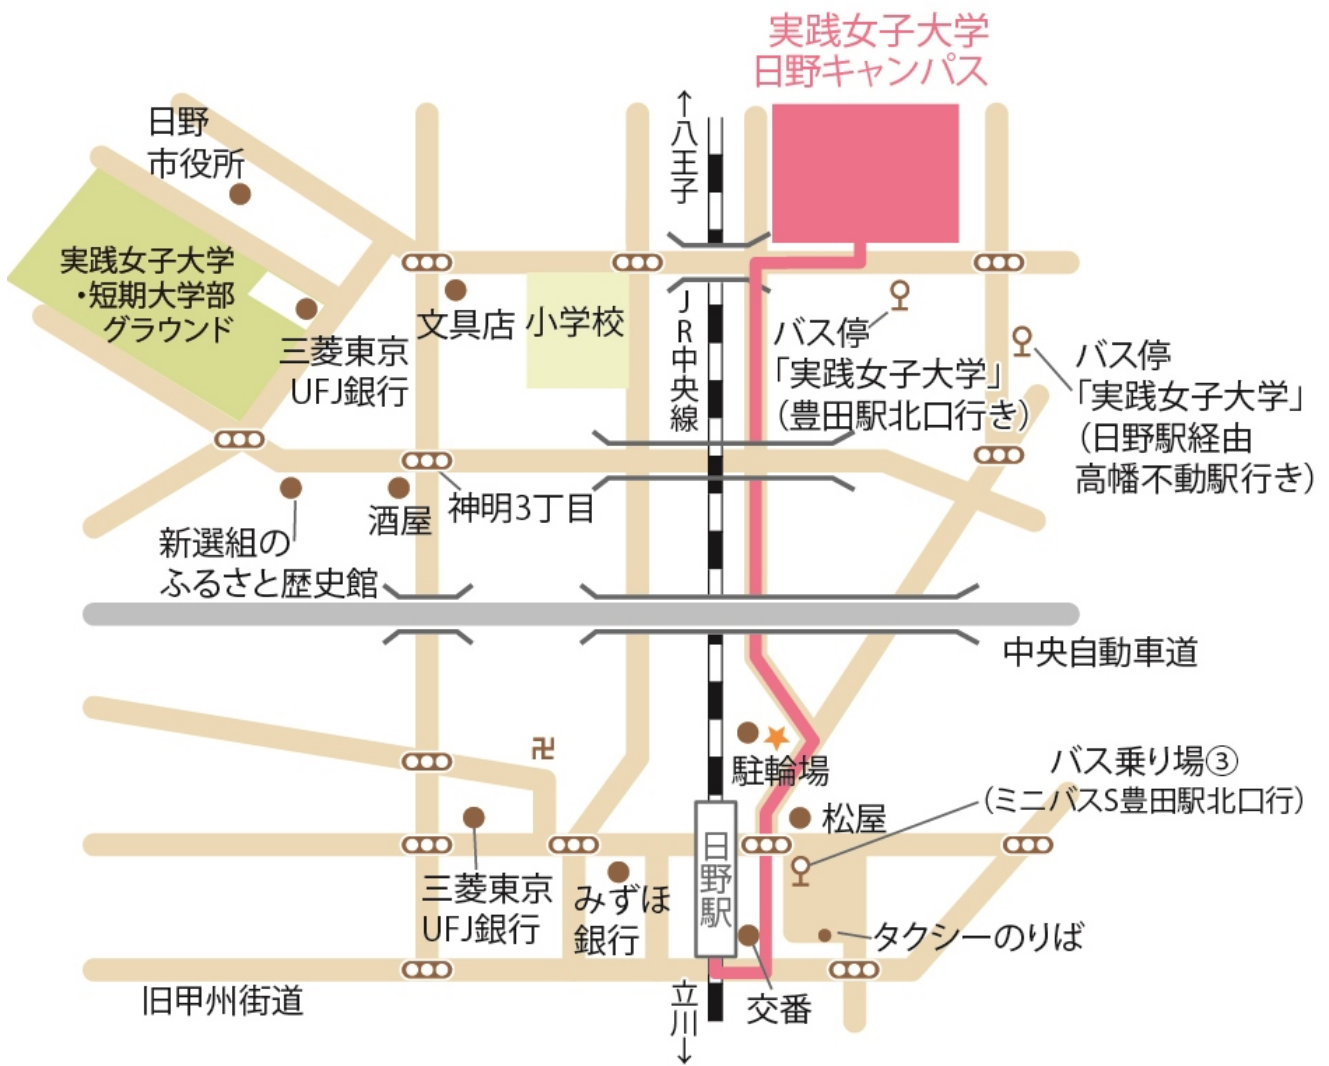 実践女子大学
日野キャンパス
日野
市役所
↑八王子
実践女子大学
・短期大学部
グラウンド
三菱東京
UFJ銀行
文具店
小学校
JR中央線
バス停
「実践女子大学」
（豊田駅北口行き）
バス停
「実践女子大学」
（日野駅経由
高幡不動駅行き）
神明3丁目
酒屋
新選組の
ふるさと歴史館
中央自動車道
卍
駐輪場
バス乗り場③
（ミニバスS豊田駅北口行）
松屋
日野駅
三菱東京
UFJ銀行
みずほ
銀行
タクシーのりば
旧甲州街道
立川↓
交番